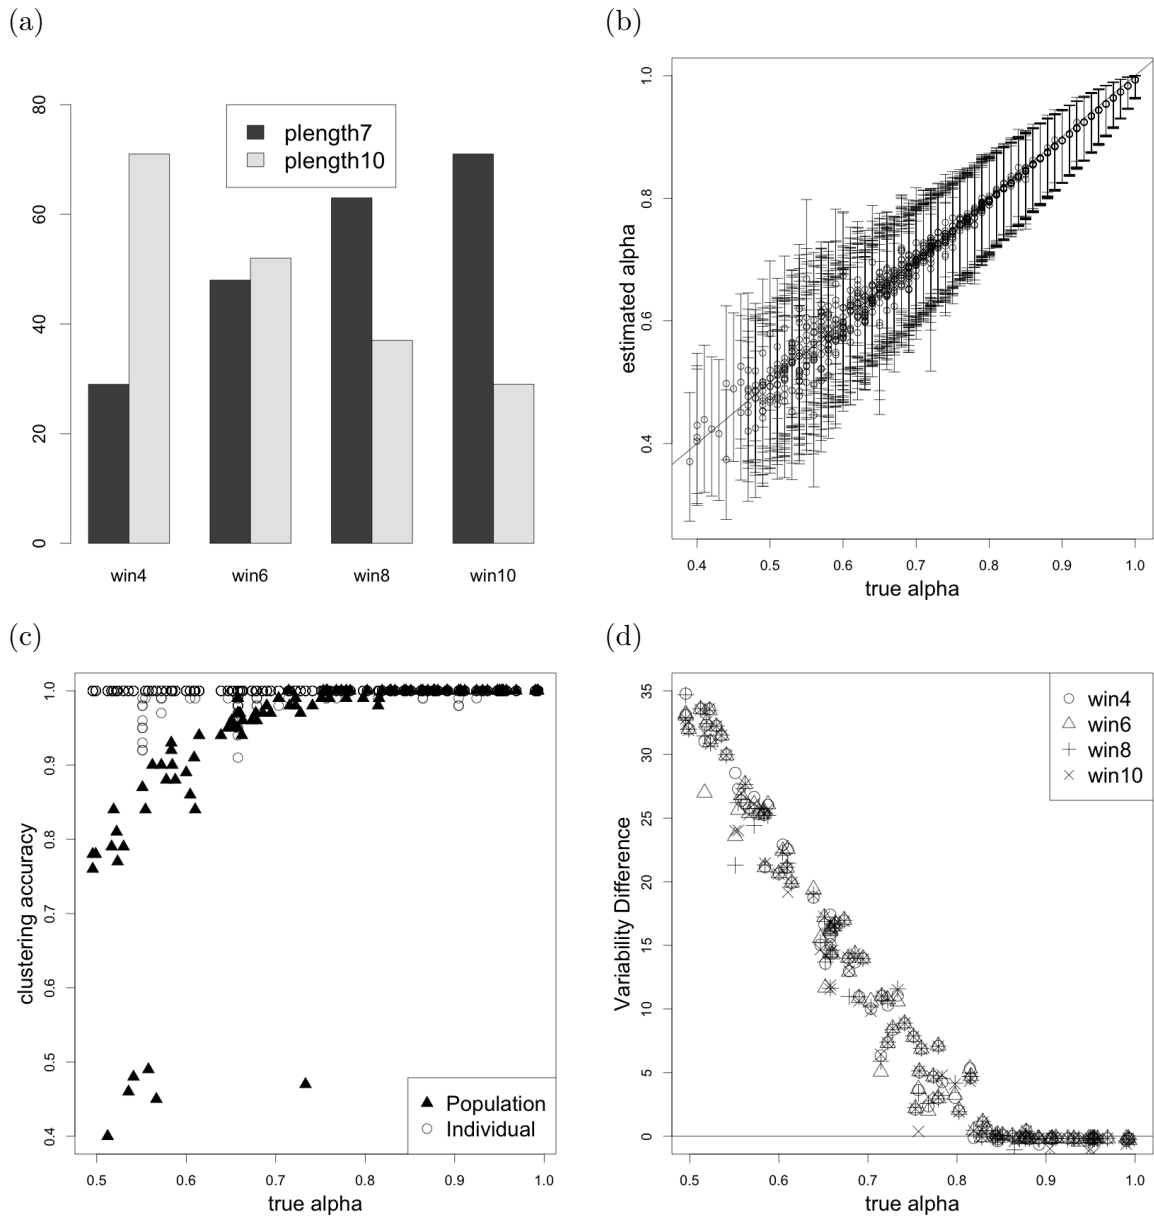 (a)
80
60
40
20
0
plength7
plength10
win4 win6 win8 win10
(b)
estimated alpha
1.0
0.8
0.6
0.4
0.4 0.5 0.6 0.7 0.8 0.9 1.0
true alpha
(c)
clustering accuracy
1.0
0.9
0.8
0.7
0.6
0.5
0.4
Population
Individual
0.5 0.6 0.7 0.8 0.9 1.0
true alpha
(d)
Variability Difference
35
30
25
20
15
10
5
0
win4
win6
win8
win10
0.5 0.6 0.7 0.8 0.9 1.0
true alpha